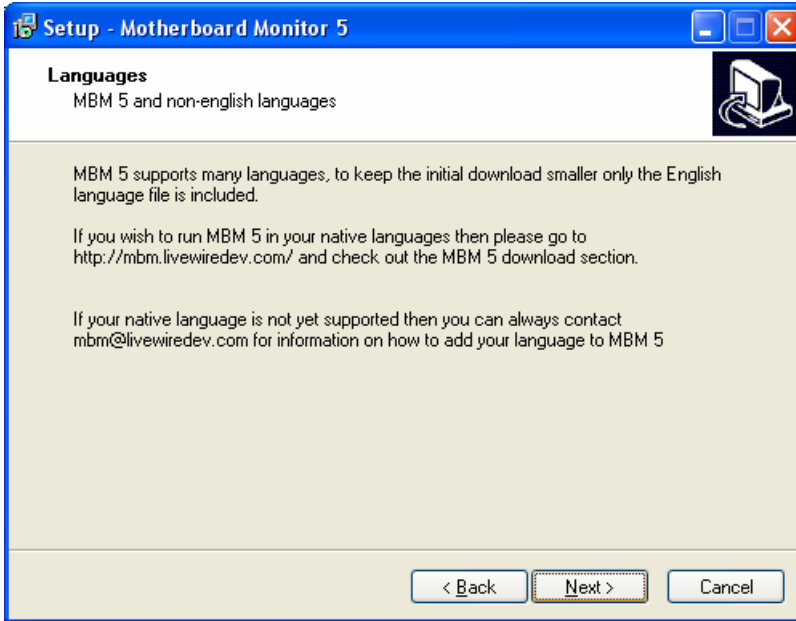 Setup - Motherboard Monitor 5
Languages
MBM 5 and non-english languages
MBM 5 supports many languages, to keep the initial download smaller only the English
language file is included.
If you wish to run MBM 5 in your native languages then please go to
http://mbm.livewiredev.com/ and check out the MBM 5 download section.
If your native language is not yet supported then you can always contact
mbm@livewiredev.com for information on how to add your language to MBM 5
< Back Next > Cancel